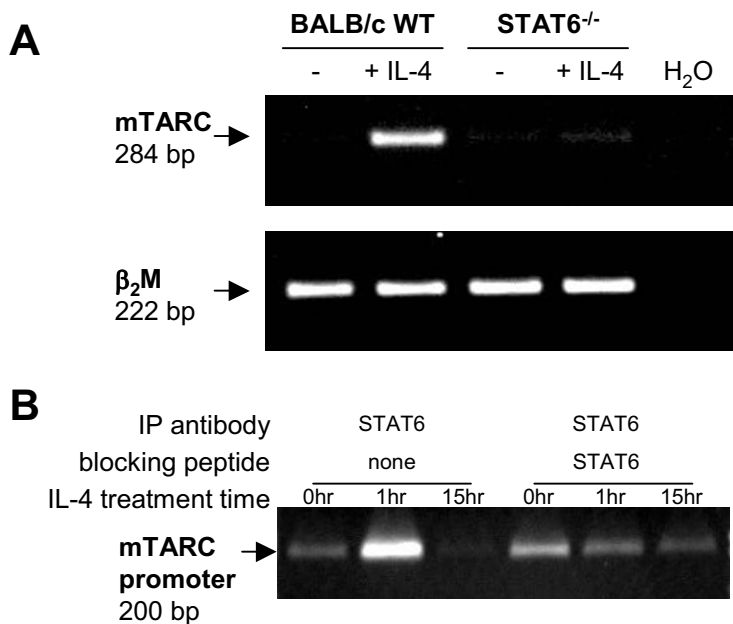 A
BALB/c WT STAT6-/-
- + IL-4 - + IL-4 H2O
mTARC
284 bp
β2M
222 bp
B
IP antibody STAT6 STAT6
blocking peptide none STAT6
IL-4 treatment time 0hr 1hr 15hr 0hr 1hr 15hr
mTARC
promoter
200 bp